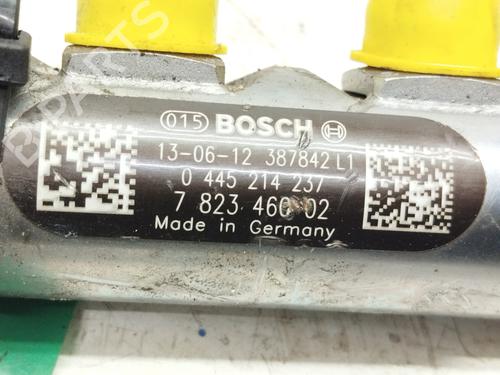 015 BOSCH
13-06-12 387842 L1
0 445 214 237
7 823 460 02
Made in Germany